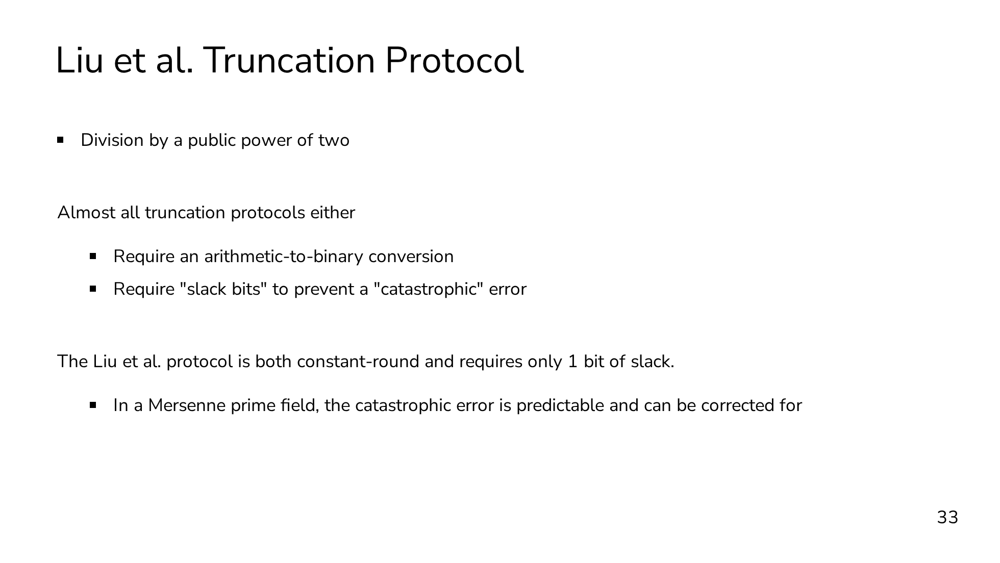 Liu et al. Truncation Protocol
Division by a public power of two
Almost all truncation protocols either
Require an arithmetic-to-binary conversion
Require "slack bits" to prevent a "catastrophic" error
The Liu et al. protocol is both constant-round and requires only 1 bit of slack.
In a Mersenne prime field, the catastrophic error is predictable and can be corrected for
33